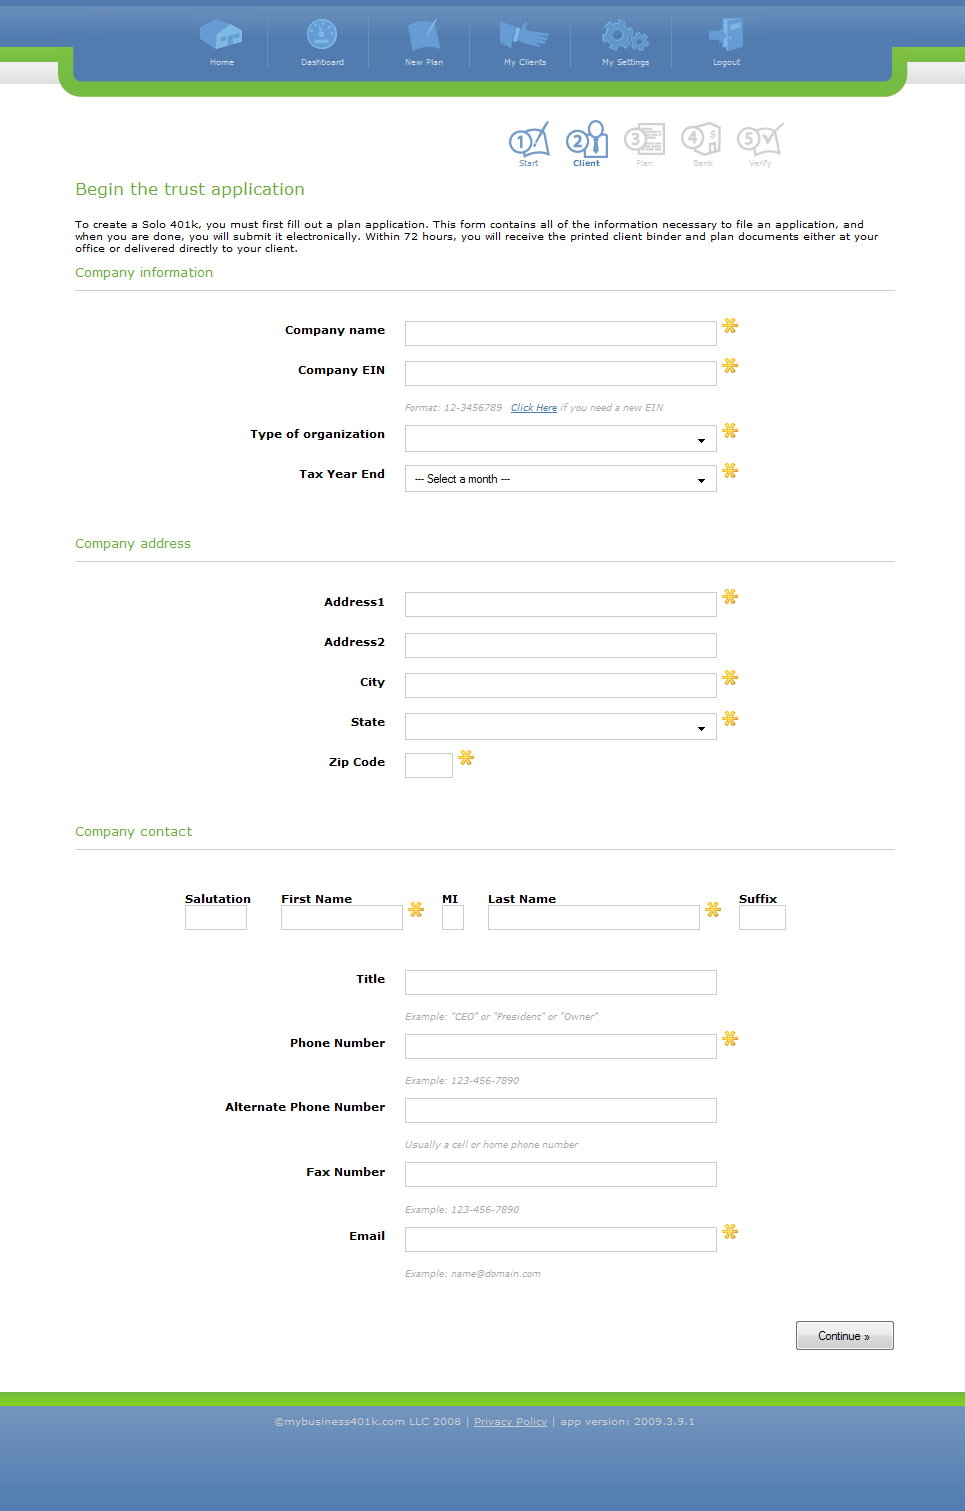 Home
Dashboard
New Plan
My Clients
My Settings
Logout
1
Start
2
Client
3
Plan
4
$
Bank
5
Verify
Begin the trust application
To create a Solo 401k, you must first fill out a plan application. This form contains all of the information necessary to file an application, and
when you are done, you will submit it electronically. Within 72 hours, you will receive the printed client binder and plan documents either at your
office or delivered directly to your client.
Company information
Company name
Company EIN
Format: 12-3456789 Click Here if you need a new EIN
Type of organization
Tax Year End
--- Select a month ---
Company address
Address1
Address2
City
State
Zip Code
Company contact
Salutation First Name MI Last Name Suffix
Title
Example: "CEO" or "President" or "Owner"
Phone Number
Example: 123-456-7890
Alternate Phone Number
Usually a cell or home phone number
Fax Number
Example: 123-456-7890
Email
Example: name@domain.com
Continue »
©mybusiness401k.com LLC 2008 | Privacy Policy | app version: 2009.3.9.1